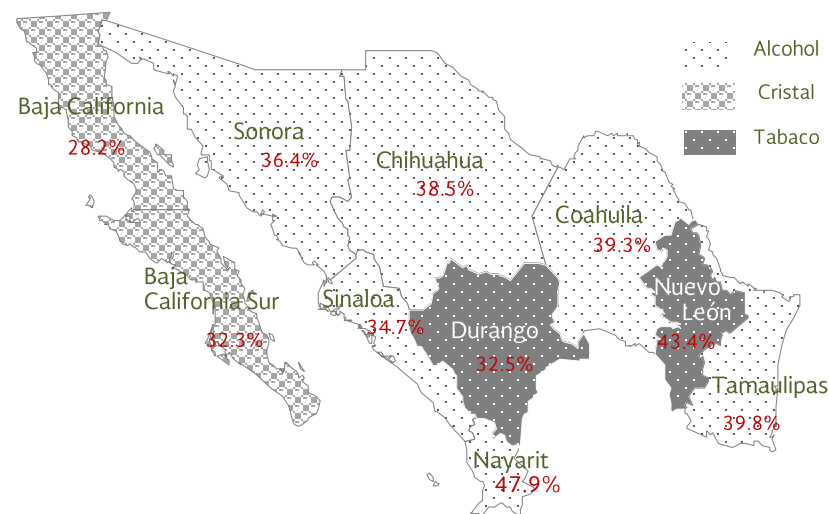 Alcohol
Cristal
Tabaco
Baja California
28.2%
Sonora
36.4%
Chihuahua
38.5%
Coahuila
39.3%
Baja
California Sur
32.3%
Sinaloa
34.7%
Durango
32.5%
Nuevo
León
43.4%
Tamaulipas
39.8%
Nayarit
47.9%